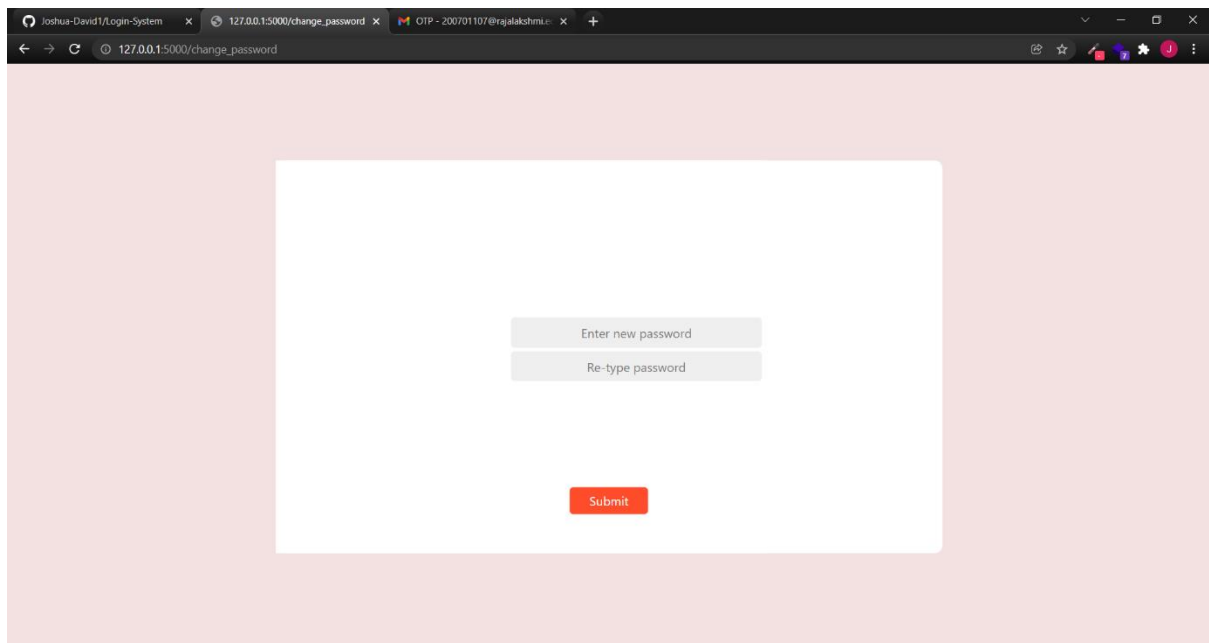 Joshua-David1/Login-System
127.0.0.1:5000/change_password
OTP - 200701107@rajalakshmi.e
127.0.0.1:5000/change_password
J
7
Enter new password
Re-type password
Submit